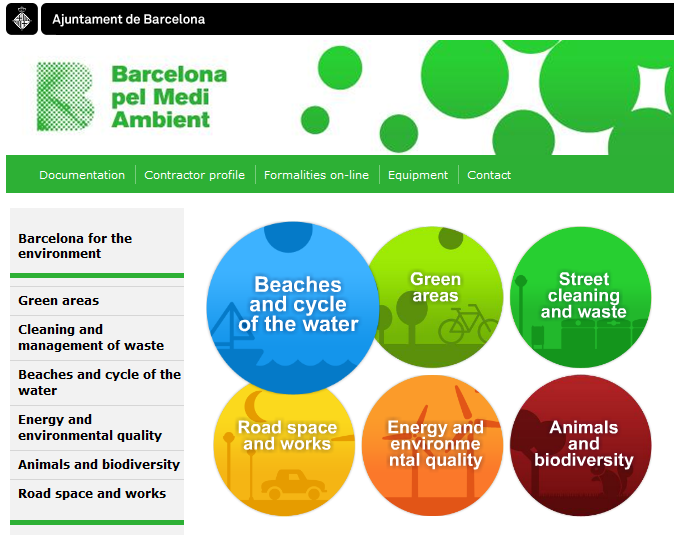 Ajuntament de Barcelona
Barcelona
pel Medi
Ambient
Documentation
Contractor profile
Formalities on-line
Equipment
Contact
Barcelona for the
environment
Green areas
Cleaning and
management of waste
Beaches and cycle of the
water
Energy and
environmental quality
Animals and biodiversity
Road space and works
Beaches
and cycle
of the water
Green
areas
Street
cleaning
and waste
Road space
and works
Energy and
environme
ntal quality
Animals
and
biodiversity